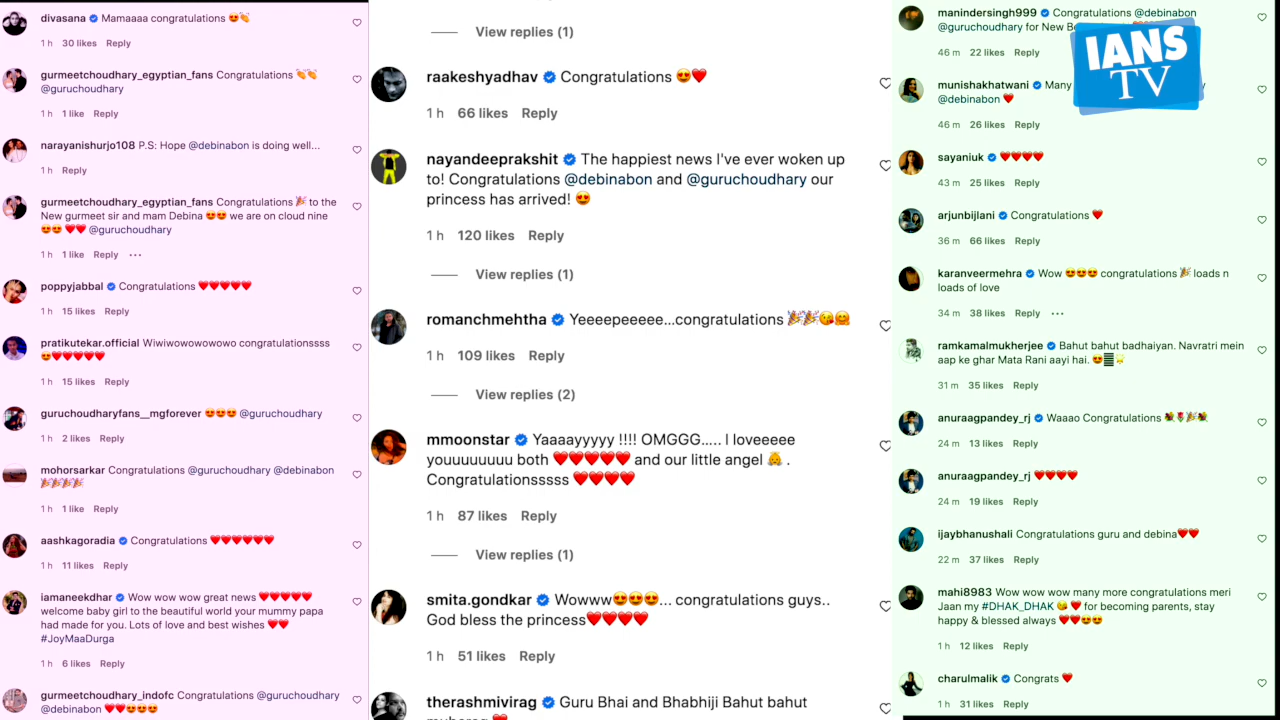 divasana Mamaaaa congratulations 😍👏
1 h 30 likes Reply
gurmeetchoudhary_egyptian_fans Congratulations 👏👏
@guruchoudhary
1 h 1 like Reply
narayanishurjo108 P.S: Hope @debinabon is doing well...
1 h Reply
gurmeetchoudhary_egyptian_fans Congratulations 🎉 to the
New gurmeet sir and mam Debina 😍😍 we are on cloud nine
😍😍 ❤️❤️ @guruchoudhary
1 h 1 like Reply ...
poppyjabbal Congratulations ❤️❤️❤️❤️❤️
1 h 15 likes Reply
pratikutekar.official Wiwiwowowowowo congratulationssss
😍❤️❤️❤️❤️❤️
1 h 15 likes Reply
guruchoudharyfans__mgforever 😍😍😍 @guruchoudhary
1 h 2 likes Reply
mohorsarkar Congratulations @guruchoudhary @debinabon
🎉🎉🎉🎉
1 h 1 like Reply
aashkagoradia Congratulations ❤️❤️❤️❤️❤️❤️
1 h 11 likes Reply
iamaneekdhar Wow wow wow great news ❤️❤️❤️❤️❤️
welcome baby girl to the beautiful world your mummy papa
had made for you. Lots of love and best wishes ❤️❤️
#JoyMaaDurga
1 h 6 likes Reply
gurmeetchoudhary_indofc Congratulations @guruchoudhary
@debinabon ❤️❤️😍😍😍
View replies (1)
raakeshyadhav Congratulations 😍❤️
1 h 66 likes Reply
nayandeeprakshit The happiest news I've ever woken up
to! Congratulations @debinabon and @guruchoudhary our
princess has arrived! 😍
1 h 120 likes Reply
View replies (1)
romanchmehtha Yeeeepeeeee...congratulations 🎉🎉😘🤗
1 h 109 likes Reply
View replies (2)
mmoonstar Yaaaayyyyy !!!! OMGGG..... I loveeeee
youuuuuuuu both ❤️❤️❤️❤️❤️ and our little angel 👼 .
Congratulationsssss ❤️❤️❤️❤️
1 h 87 likes Reply
View replies (1)
smita.gondkar Wowww😍😍😍... congratulations guys..
God bless the princess❤️❤️❤️❤️
1 h 51 likes Reply
therashmivirag Guru Bhai and Bhabhiji Bahut bahut
manindersingh999 Congratulations @debinabon
@guruchoudhary for New
46 m 22 likes Reply
munishakhatwani Many
@debinabon ❤️
46 m 26 likes Reply
sayaniuk ❤️❤️❤️❤️
43 m 25 likes Reply
arjunbijlani Congratulations ❤️
36 m 66 likes Reply
karanveermehra Wow 😍😍😍 congratulations 🎉 loads n
loads of love
34 m 38 likes Reply ...
ramkamalmukherjee Bahut bahut badhaiyan. Navratri mein
aap ke ghar Mata Rani aayi hai. 😍
31 m 35 likes Reply
anuraagpandey_rj Waaao Congratulations 💐🌷🎉💐
24 m 13 likes Reply
anuraagpandey_rj ❤️❤️❤️❤️
24 m 19 likes Reply
ijaybhanushali Congratulations guru and debina❤️❤️
22 m 37 likes Reply
mahi8983 Wow wow wow many more congratulations meri
Jaan my #DHAK_DHAK 😘 ❤️ for becoming parents, stay
happy & blessed always ❤️❤️😍😍
1 h 12 likes Reply
charulmalik Congrats ❤️
1 h 31 likes Reply
IANS
TV